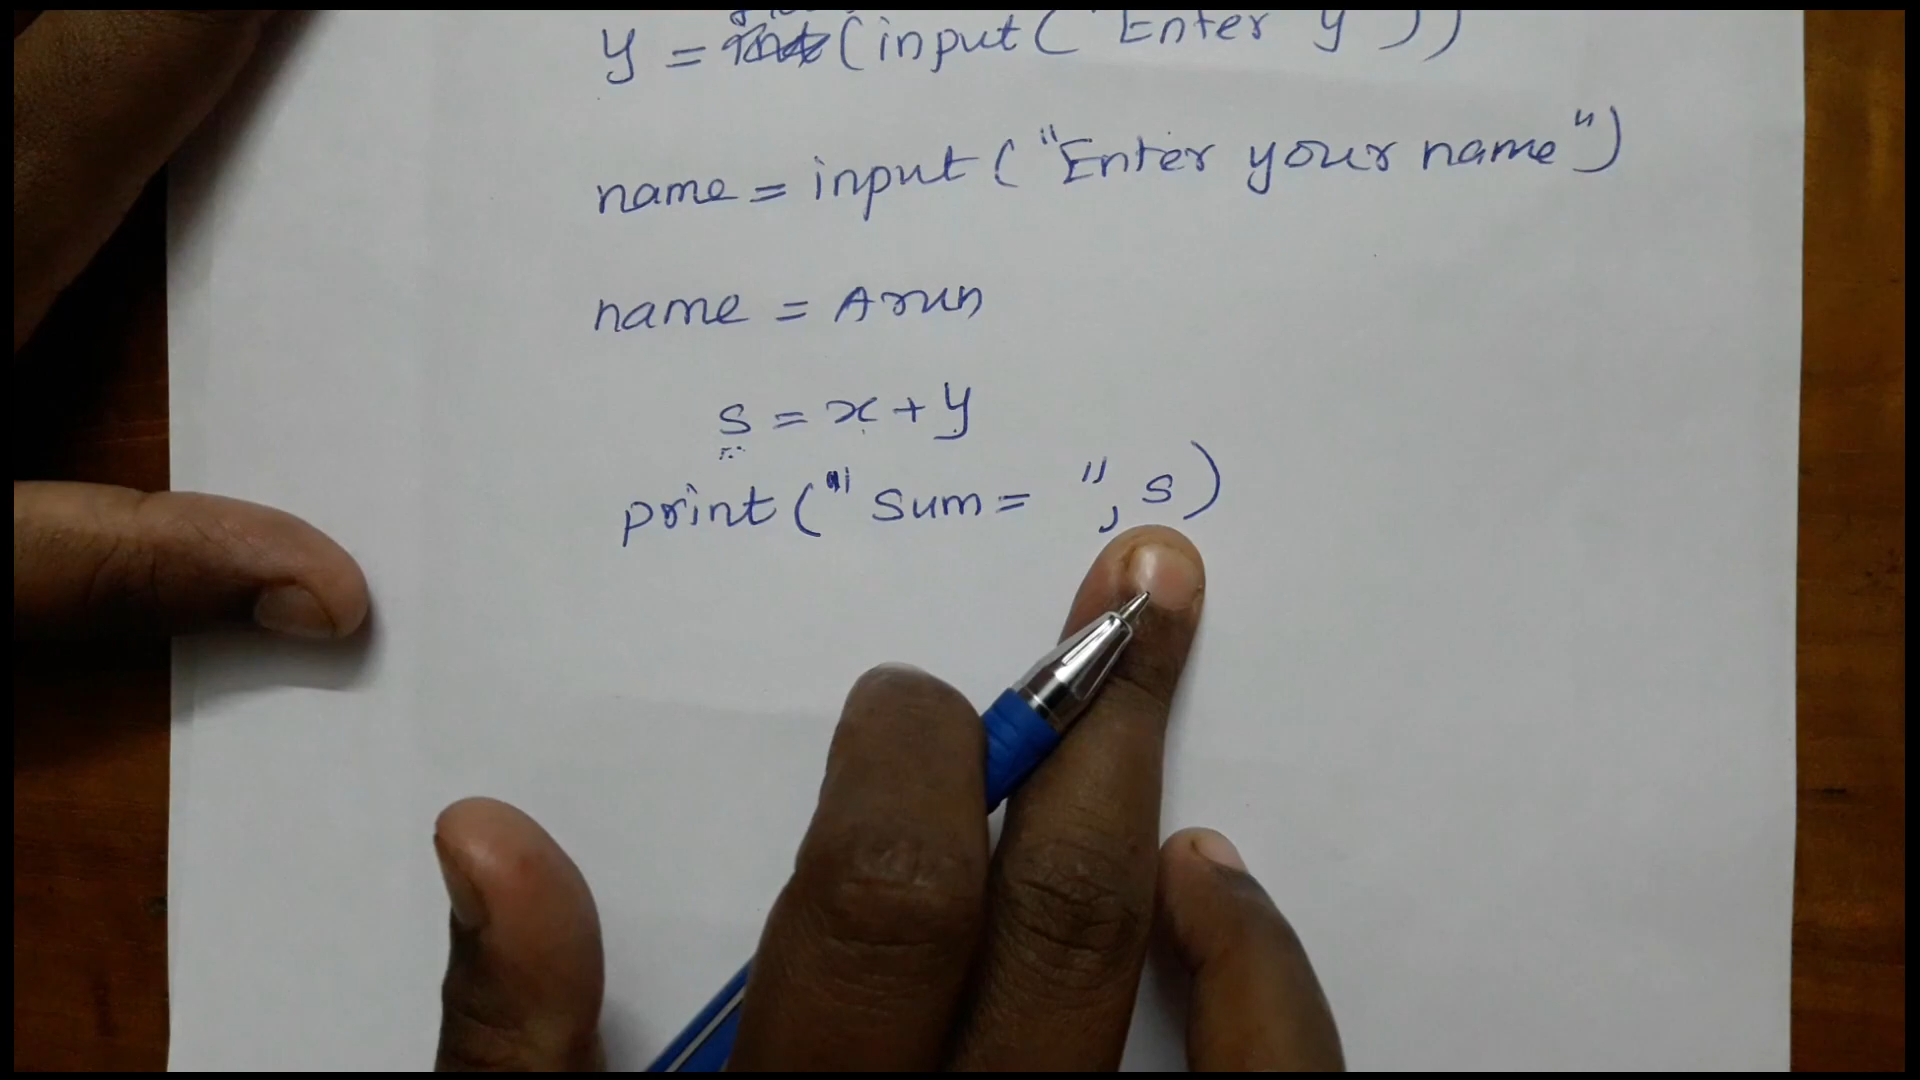 y = (input ( "Enter y"))
name = input ( "Enter your name")
name = Arun
s = x + y
print (" sum = ", s)